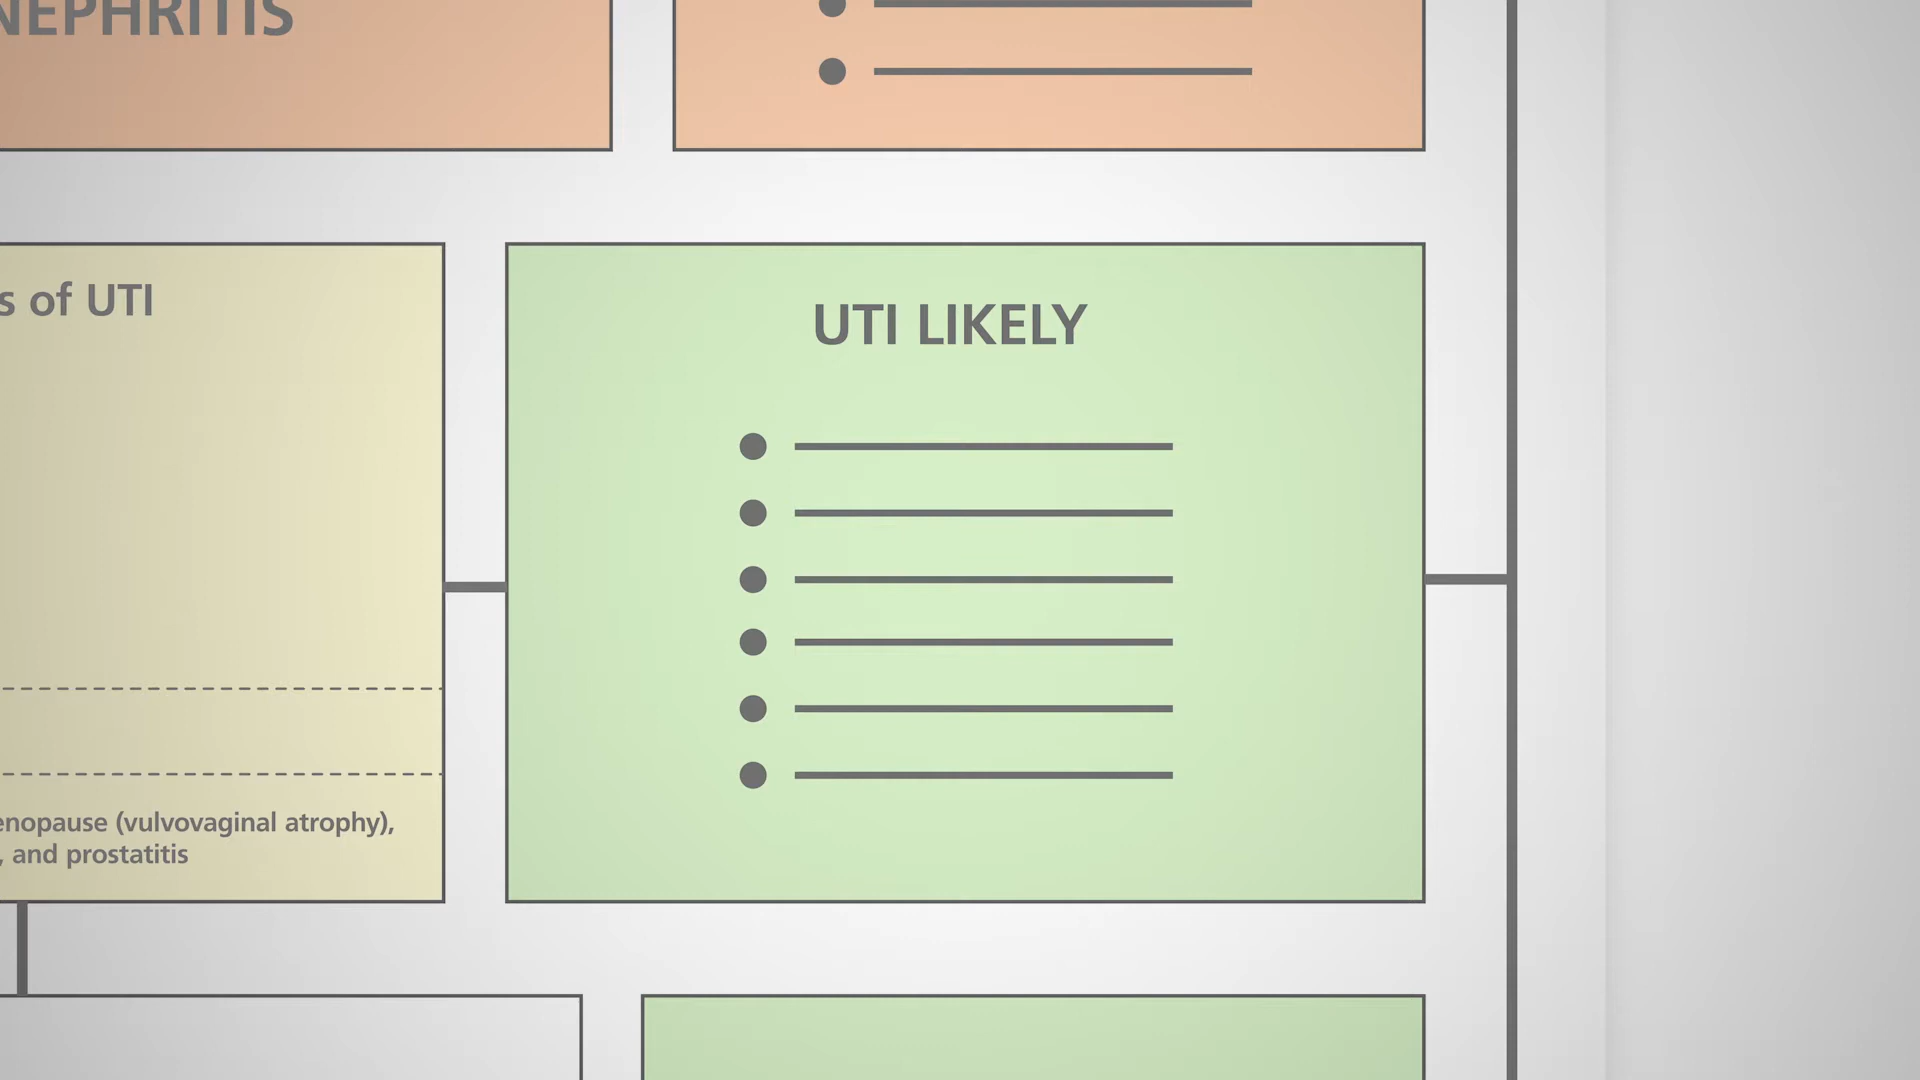 NEPHRITIS
s of UTI
UTI LIKELY
enopause (vulvovaginal atrophy),
, and prostatitis